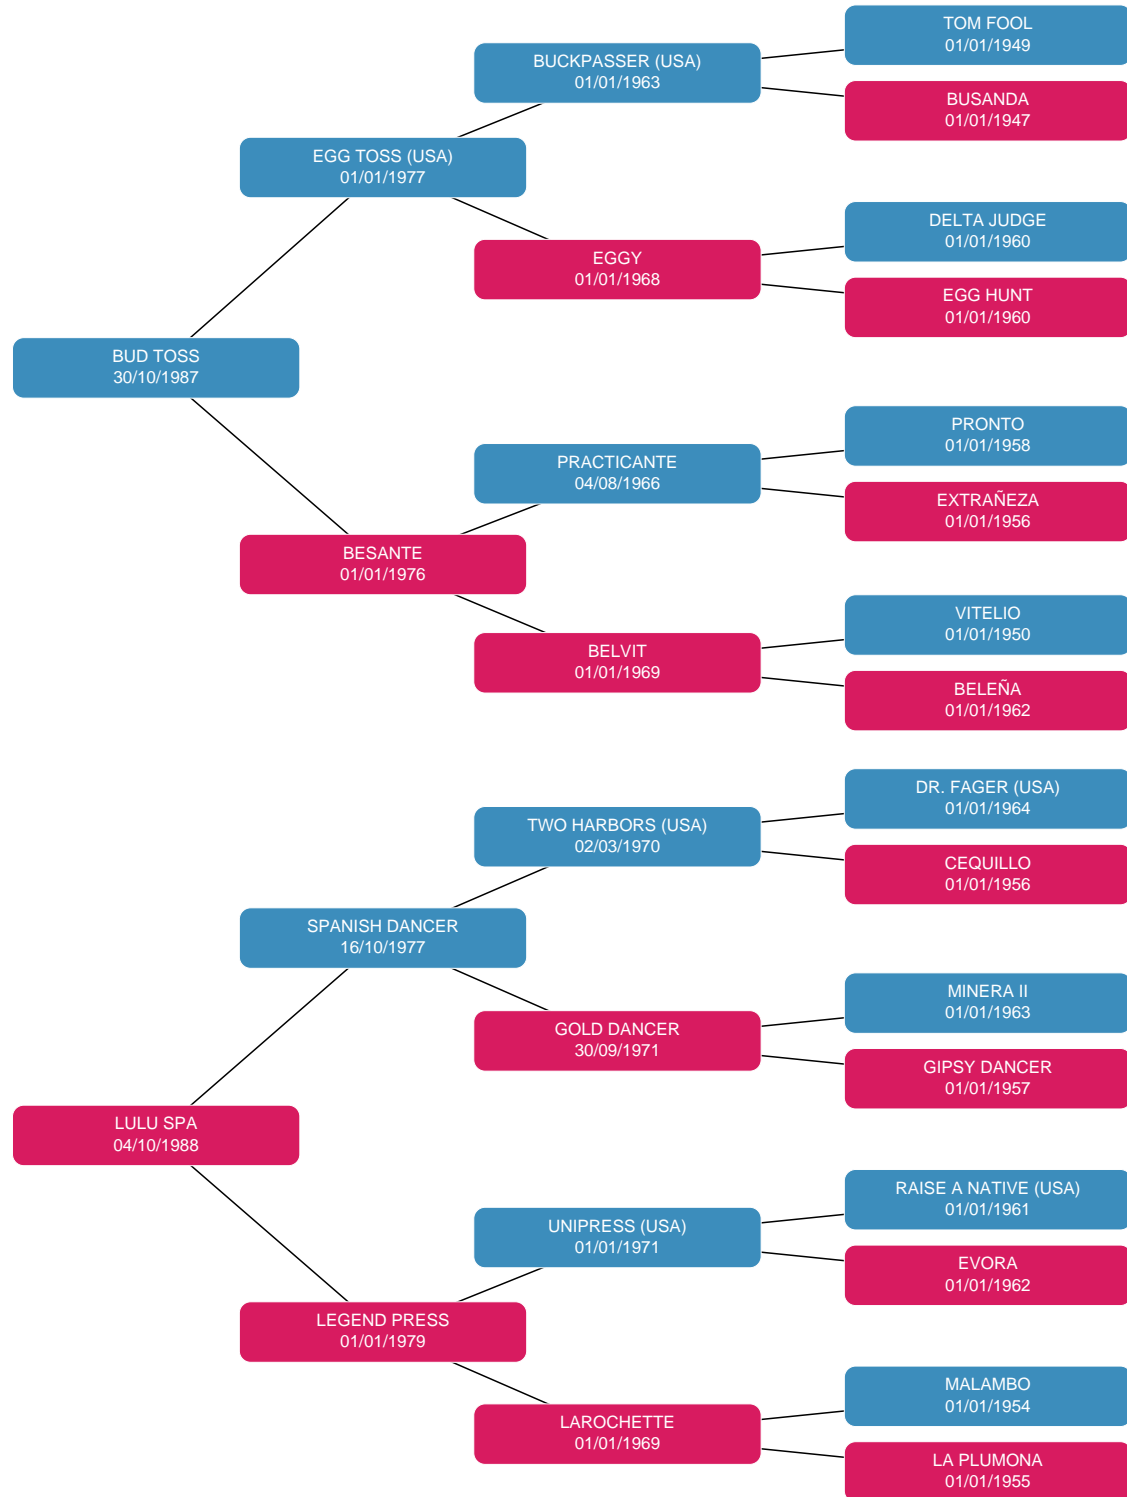 TOM FOOL
01/01/1949
BUCKPASSER (USA)
01/01/1963
BUSANDA
01/01/1947
EGG TOSS (USA)
01/01/1977
DELTA JUDGE
01/01/1960
EGGY
01/01/1968
EGG HUNT
01/01/1960
BUD TOSS
30/10/1987
PRONTO
01/01/1958
PRACTICANTE
04/08/1966
EXTRAÑEZA
01/01/1956
BESANTE
01/01/1976
VITELIO
01/01/1950
BELVIT
01/01/1969
BELEÑA
01/01/1962
DR. FAGER (USA)
01/01/1964
TWO HARBORS (USA)
02/03/1970
CEQUILLO
01/01/1956
SPANISH DANCER
16/10/1977
MINERA II
01/01/1963
GOLD DANCER
30/09/1971
GIPSY DANCER
01/01/1957
LULU SPA
04/10/1988
RAISE A NATIVE (USA)
01/01/1961
UNIPRESS (USA)
01/01/1971
EVORA
01/01/1962
LEGEND PRESS
01/01/1979
MALAMBO
01/01/1954
LAROCHETTE
01/01/1969
LA PLUMONA
01/01/1955